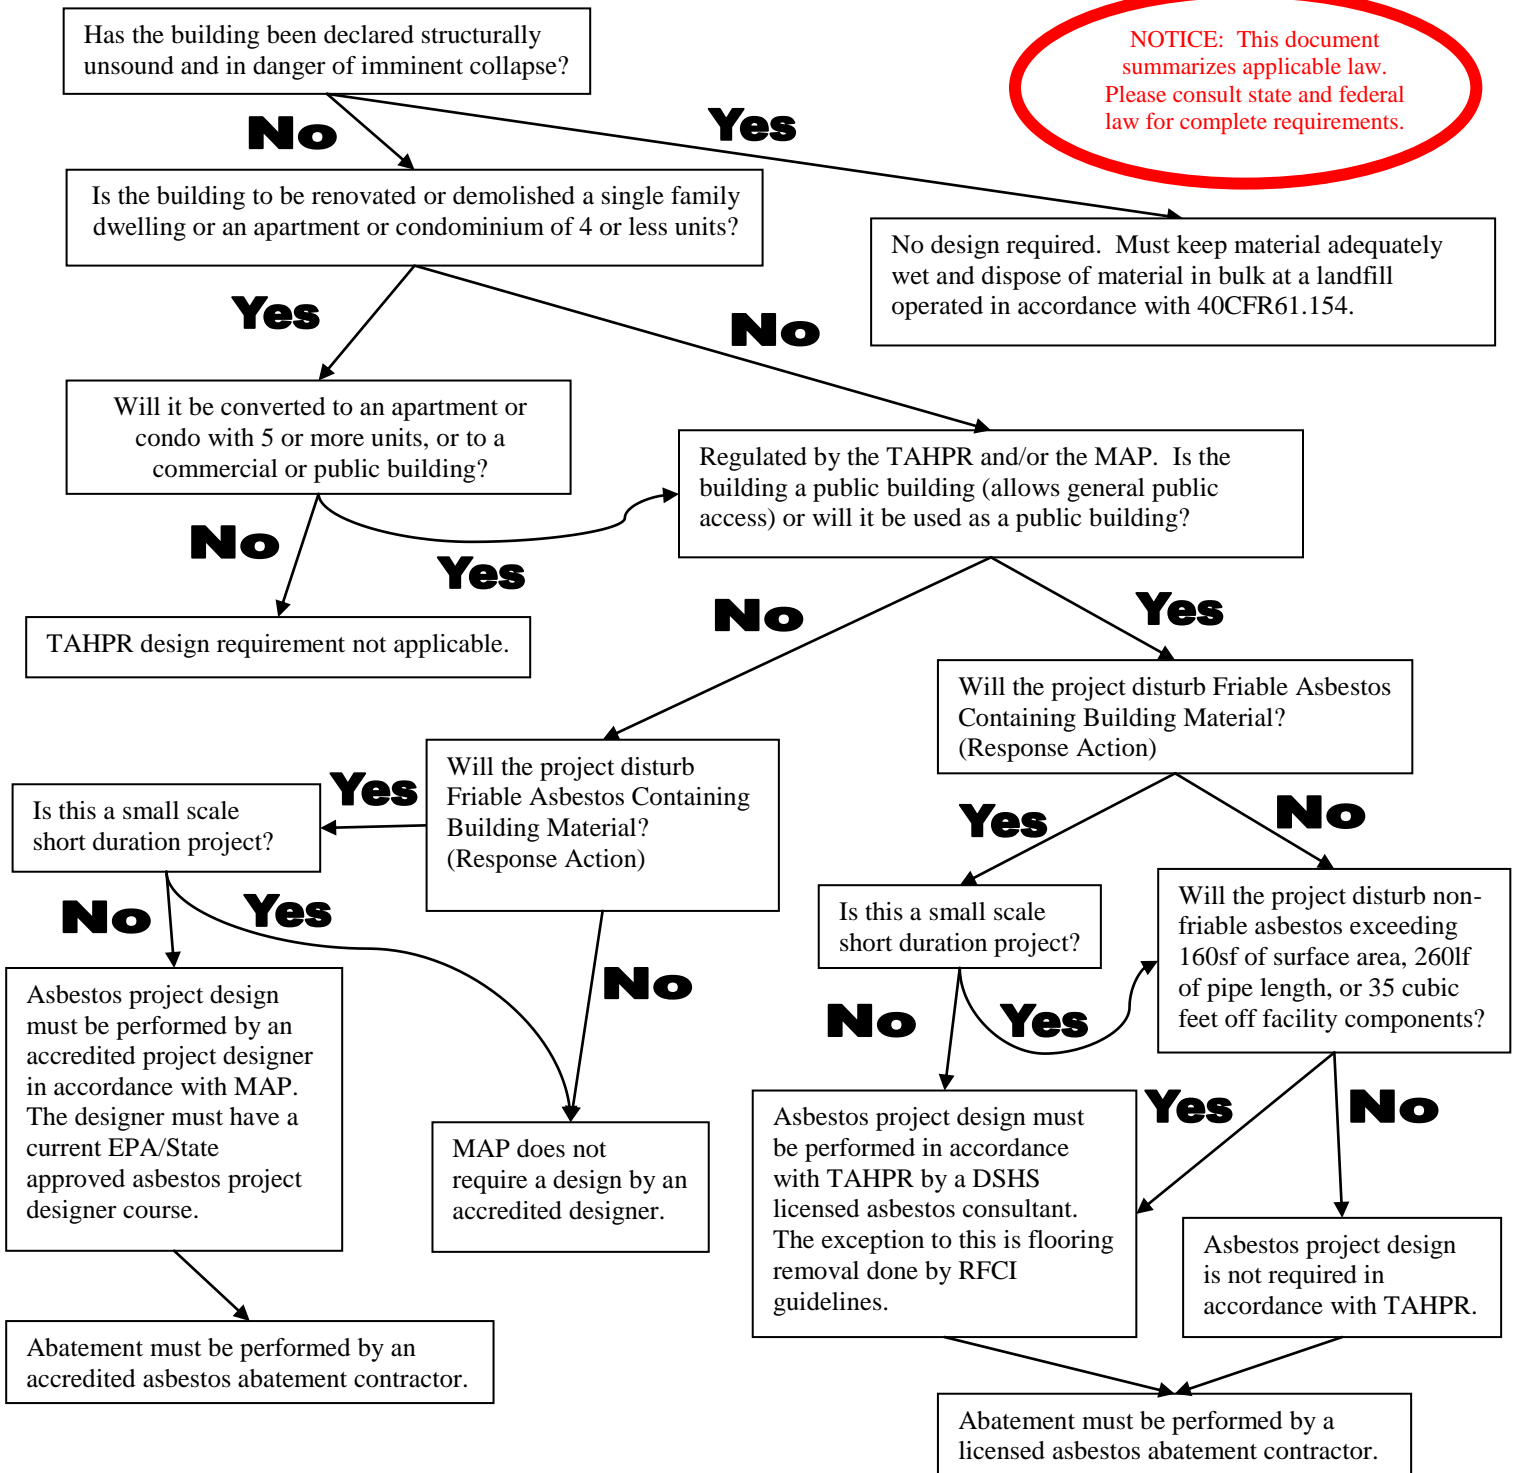 Has the building been declared structurally
unsound and in danger of imminent collapse?
NOTICE: This document
summarizes applicable law.
Please consult state and federal
law for complete requirements.
No
Yes
Is the building to be renovated or demolished a single family
dwelling or an apartment or condominium of 4 or less units?
No design required. Must keep material adequately
wet and dispose of material in bulk at a landfill
operated in accordance with 40CFR61.154.
Yes
No
Will it be converted to an apartment or
condo with 5 or more units, or to a
commercial or public building?
Regulated by the TAHPR and/or the MAP. Is the
building a public building (allows general public
access) or will it be used as a public building?
No
Yes
TAHPR design requirement not applicable.
No
Yes
Will the project disturb Friable Asbestos
Containing Building Material?
(Response Action)
Will the project disturb
Friable Asbestos Containing
Building Material?
(Response Action)
Yes
Is this a small scale
short duration project?
Yes
No
No
Yes
No
Is this a small scale
short duration project?
Will the project disturb non-
friable asbestos exceeding
160sf of surface area, 260lf
of pipe length, or 35 cubic
feet off facility components?
Asbestos project design
must be performed by an
accredited project designer
in accordance with MAP.
The designer must have a
current EPA/State
approved asbestos project
designer course.
MAP does not
require a design by an
accredited designer.
No
Yes
Yes
No
Asbestos project design must
be performed in accordance
with TAHPR by a DSHS
licensed asbestos consultant.
The exception to this is flooring
removal done by RFCI
guidelines.
Asbestos project design
is not required in
accordance with TAHPR.
Abatement must be performed by an
accredited asbestos abatement contractor.
Abatement must be performed by a
licensed asbestos abatement contractor.